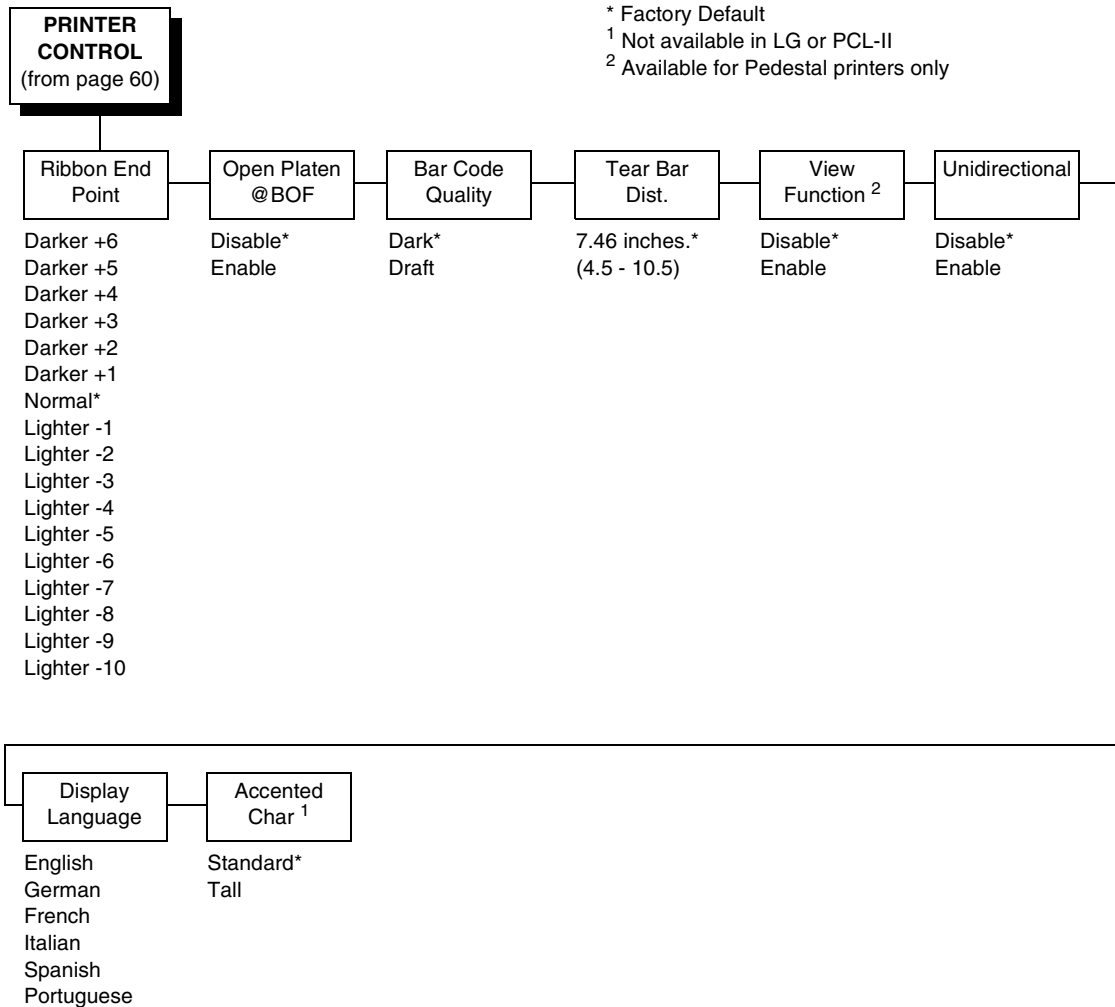 PRINTER
CONTROL
(from page 60)
* Factory Default
1 Not available in LG or PCL-II
2 Available for Pedestal printers only
Ribbon End
Point
Darker +6
Darker +5
Darker +4
Darker +3
Darker +2
Darker +1
Normal*
Lighter -1
Lighter -2
Lighter -3
Lighter -4
Lighter -5
Lighter -6
Lighter -7
Lighter -8
Lighter -9
Lighter -10
Open Platen
@BOF
Disable*
Enable
Bar Code
Quality
Dark*
Draft
Tear Bar
Dist.
7.46 inches.*
(4.5 - 10.5)
View
Function 2
Disable*
Enable
Unidirectional
Disable*
Enable
Display
Language
English
German
French
Italian
Spanish
Portuguese
Accented
Char 1
Standard*
Tall